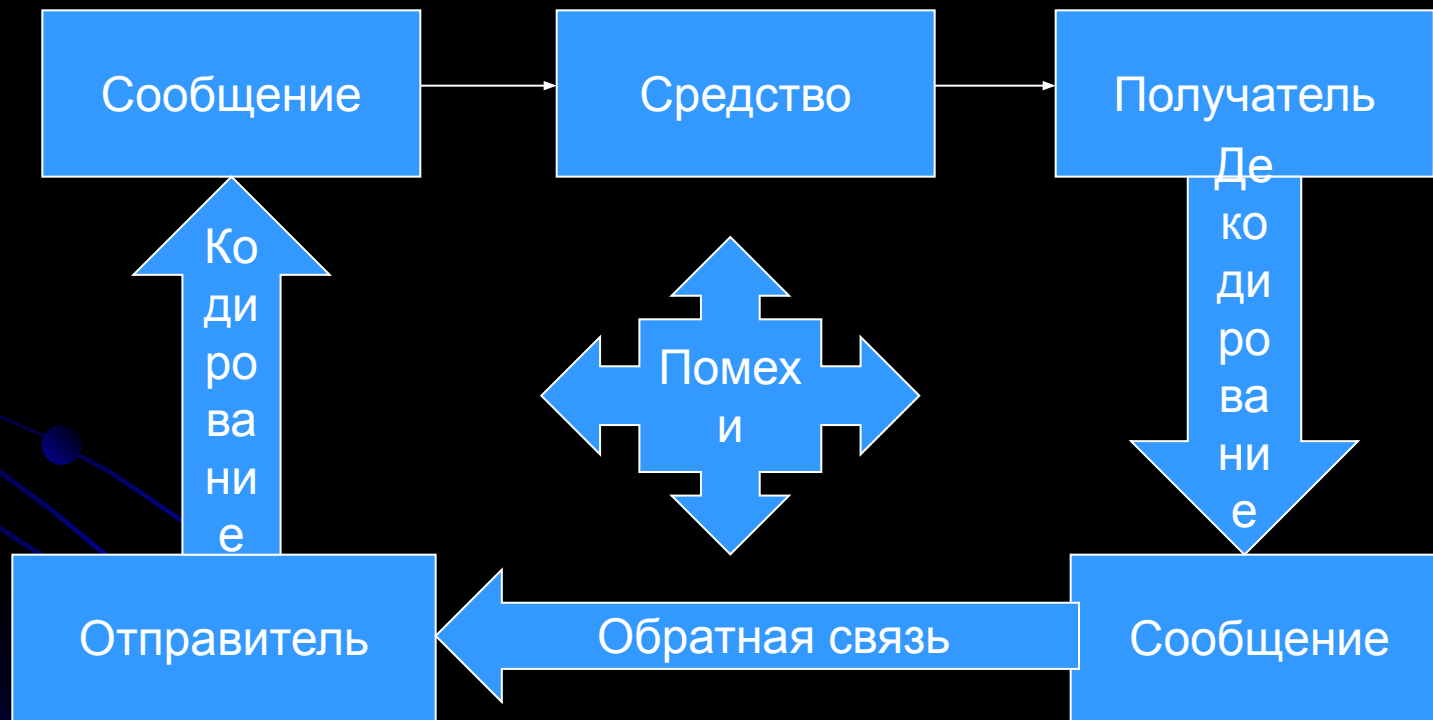 Сообщение
Средство
Получатель
Ко
ди
ро
ва
ни
е
Помех
и
Де
ко
ди
ро
ва
ни
е
Отправитель
Обратная связь
Сообщение